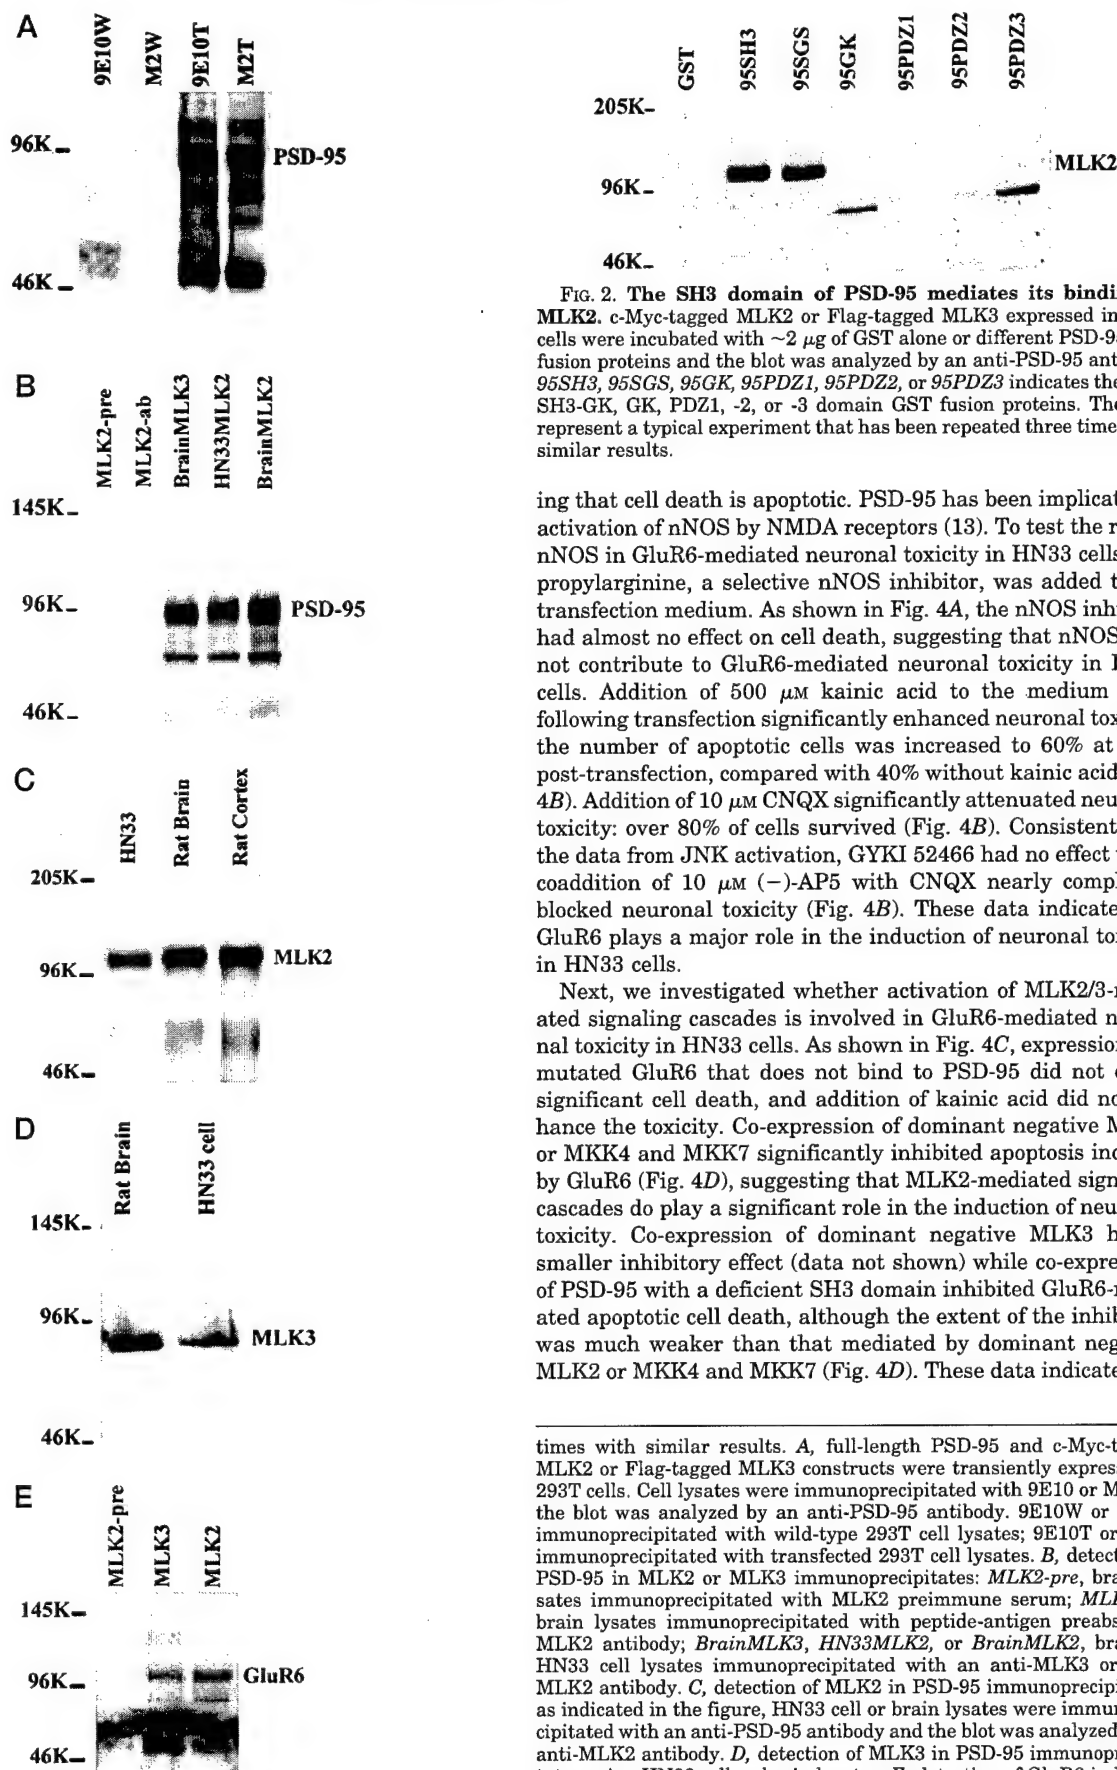 A
9E10W
M2W
9E10T
M2T
96K
PSD-95
46K
B
MLK2-pre
MLK2-ab
BrainMLK3
HN33MLK2
BrainMLK2
145K
96K
PSD-95
46K
C
HN33
Rat Brain
Rat Cortex
205K
MLK2
96K
46K
D
Rat Brain
HN33 cell
145K
96K
MLK3
46K
E
MLK2-pre
MLK3
MLK2
145K
96K
GluR6
46K
GST
95SH3
95SGS
95GK
95PDZ1
95PDZ2
95PDZ3
205K
MLK2
96K
46K
FIG. 2. The SH3 domain of PSD-95 mediates its bindi
MLK2. c-Myc-tagged MLK2 or Flag-tagged MLK3 expressed in
cells were incubated with ~2 μg of GST alone or different PSD-9
fusion proteins and the blot was analyzed by an anti-PSD-95 ant
95SH3, 95SGS, 95GK, 95PDZ1, 95PDZ2, or 95PDZ3 indicates the
SH3-GK, GK, PDZ1, -2, or -3 domain GST fusion proteins. The
represent a typical experiment that has been repeated three time
similar results.
ing that cell death is apoptotic. PSD-95 has been implicat
activation of nNOS by NMDA receptors (13). To test the r
nNOS in GluR6-mediated neuronal toxicity in HN33 cells
propylarginine, a selective nNOS inhibitor, was added t
transfection medium. As shown in Fig. 4A, the nNOS inh
had almost no effect on cell death, suggesting that nNOS
not contribute to GluR6-mediated neuronal toxicity in I
cells. Addition of 500 μM kainic acid to the medium
following transfection significantly enhanced neuronal tox
the number of apoptotic cells was increased to 60% at
post-transfection, compared with 40% without kainic acid
4B). Addition of 10 μM CNQX significantly attenuated neu
toxicity: over 80% of cells survived (Fig. 4B). Consistent
the data from JNK activation, GYKI 52466 had no effect
coaddition of 10 μM (−)-AP5 with CNQX nearly compl
blocked neuronal toxicity (Fig. 4B). These data indicate
GluR6 plays a major role in the induction of neuronal to
in HN33 cells.
Next, we investigated whether activation of MLK2/3-
ated signaling cascades is involved in GluR6-mediated n
nal toxicity in HN33 cells. As shown in Fig. 4C, expression
mutated GluR6 that does not bind to PSD-95 did not
significant cell death, and addition of kainic acid did no
hance the toxicity. Co-expression of dominant negative M
or MKK4 and MKK7 significantly inhibited apoptosis ind
by GluR6 (Fig. 4D), suggesting that MLK2-mediated sign
cascades do play a significant role in the induction of neu
toxicity. Co-expression of dominant negative MLK3 h
smaller inhibitory effect (data not shown) while co-expre
of PSD-95 with a deficient SH3 domain inhibited GluR6-
ated apoptotic cell death, although the extent of the inhib
was much weaker than that mediated by dominant neg
MLK2 or MKK4 and MKK7 (Fig. 4D). These data indicate
times with similar results. A, full-length PSD-95 and c-Myc-t
MLK2 or Flag-tagged MLK3 constructs were transiently express
293T cells. Cell lysates were immunoprecipitated with 9E10 or M
the blot was analyzed by an anti-PSD-95 antibody. 9E10W or
immunoprecipitated with wild-type 293T cell lysates; 9E10T or
immunoprecipitated with transfected 293T cell lysates. B, detect
PSD-95 in MLK2 or MLK3 immunoprecipitates: MLK2-pre, bra
sates immunoprecipitated with MLK2 preimmune serum; MLK
brain lysates immunoprecipitated with peptide-antigen preabs
MLK2 antibody; BrainMLK3, HN33MLK2, or BrainMLK2, bra
HN33 cell lysates immunoprecipitated with an anti-MLK3 or
MLK2 antibody. C, detection of MLK2 in PSD-95 immunoprecipi
as indicated in the figure, HN33 cell or brain lysates were immun
cipitated with an anti-PSD-95 antibody and the blot was analyzed
anti-MLK2 antibody. D, detection of MLK3 in PSD-95 immunopr